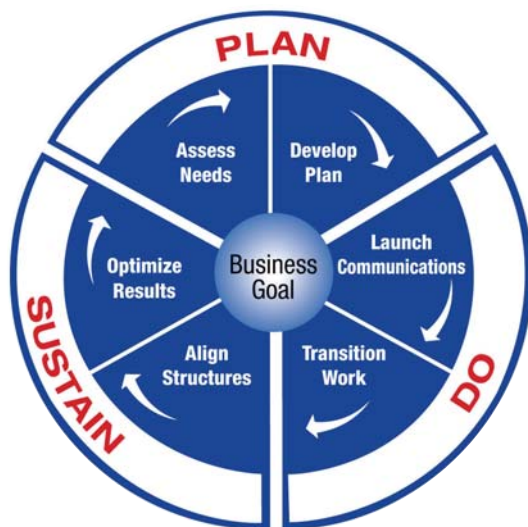 PLAN
Assess
Needs
Develop
Plan
Launch
Communications
DO
Transition
Work
Align
Structures
SUSTAIN
Optimize
Results
Business
Goal